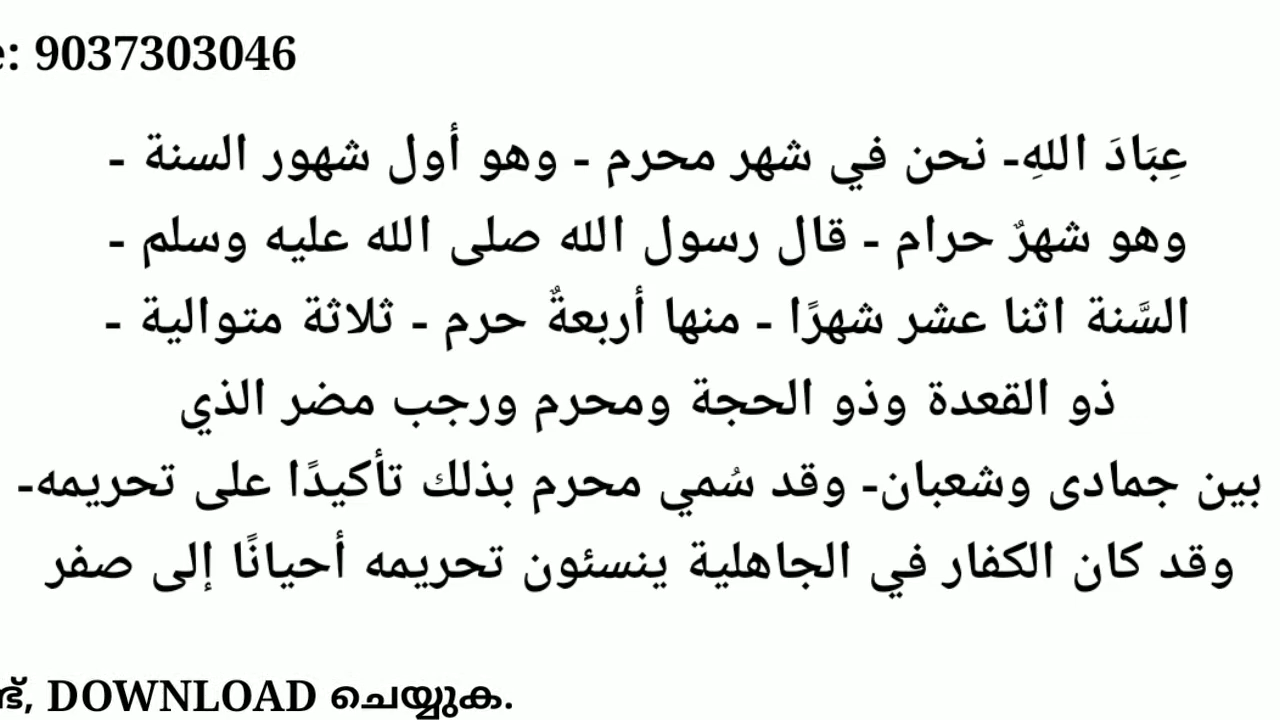 e: 9037303046
عِبَادَ اللهِ- نحن في شهر محرم - وهو أول شهور السنة -
وهو شهرٌ حرام - قال رسول الله صلى الله عليه وسلم -
السَّنة اثنا عشر شهرًا - منها أربعةٌ حرم - ثلاثة متوالية -
ذو القعدة وذو الحجة ومحرم ورجب مضر الذي
بين جمادى وشعبان- وقد سُمي محرم بذلك تأكيدًا على تحريمه-
وقد كان الكفار في الجاهلية ينسئون تحريمه أحيانًا إلى صفر
DOWNLOAD ചെയ്യുക.